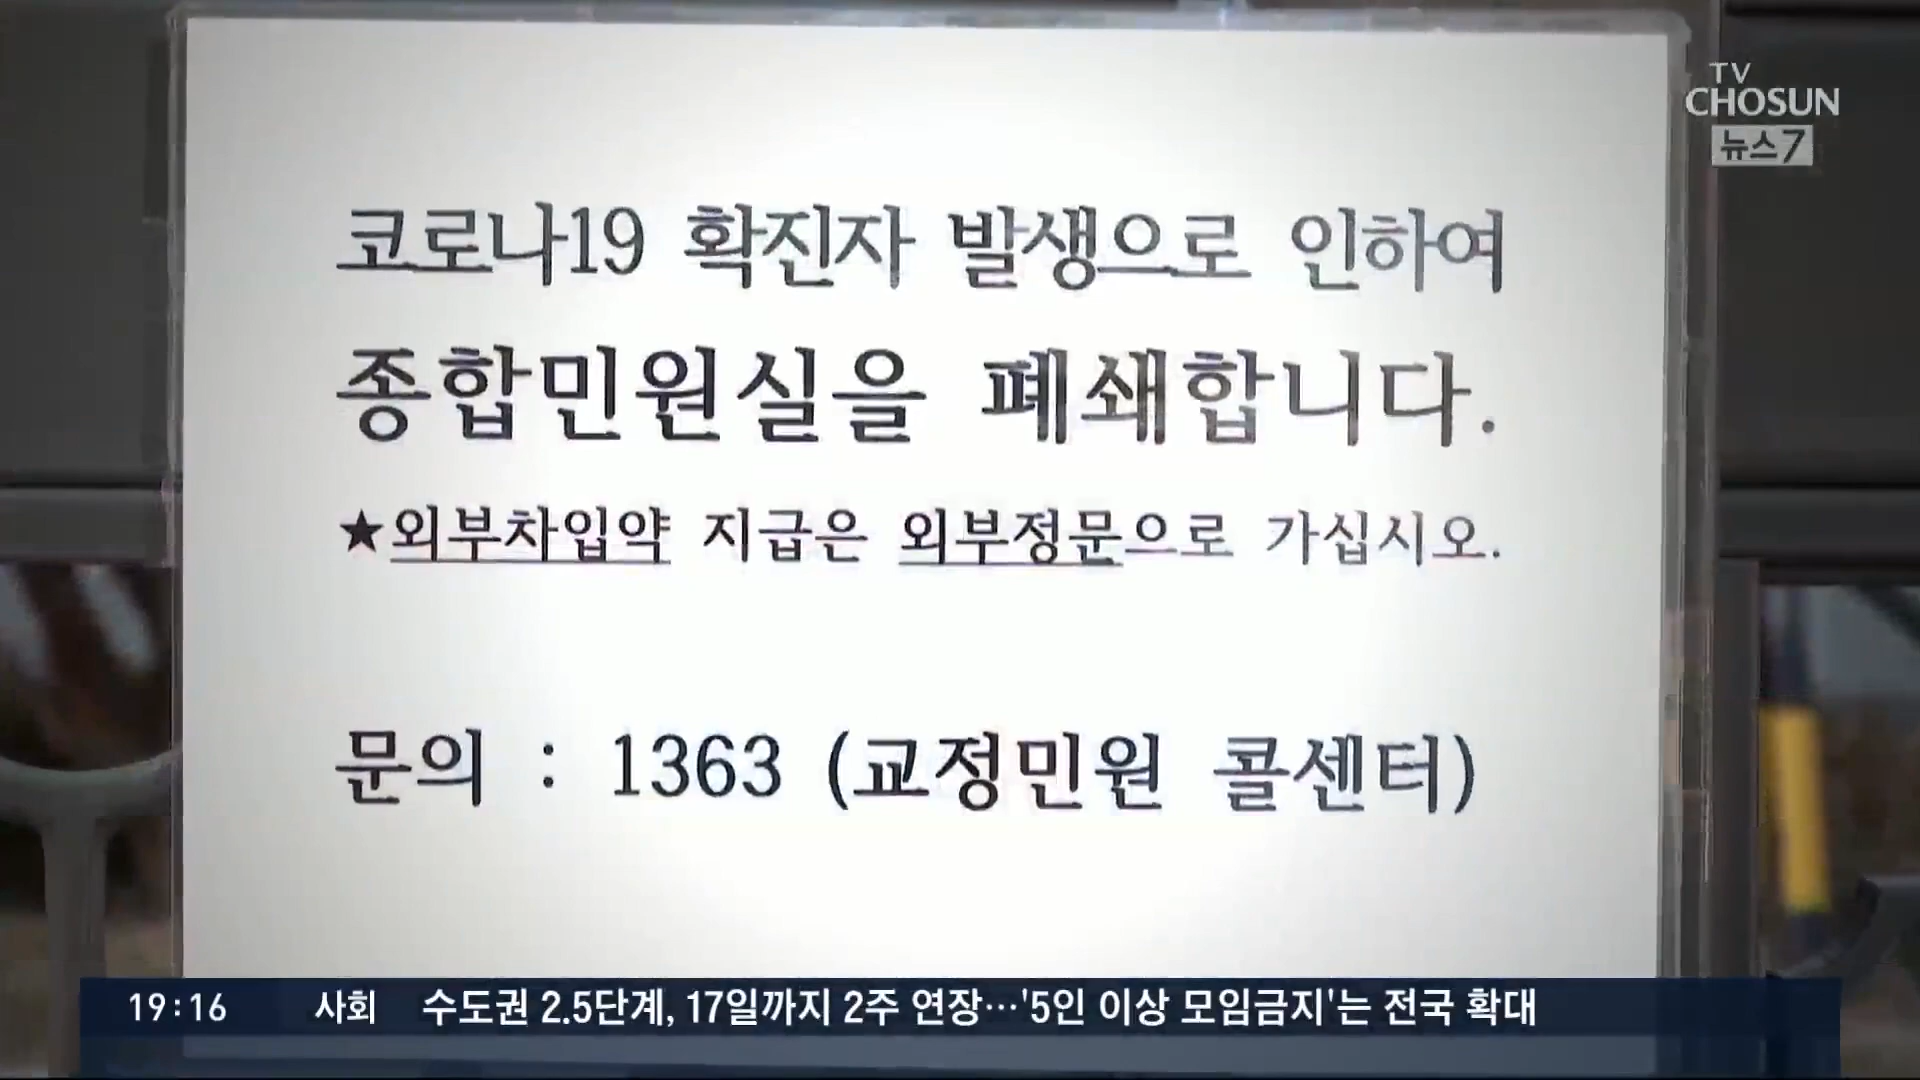 TV
CHOSUN
뉴스7
코로나19 확진자 발생으로 인하여
종합민원실을 폐쇄합니다.
★외부차입약 지급은 외부정문으로 가십시오.
문의 : 1363 (교정민원 콜센터)
19:16 사회 수도권 2.5단계, 17일까지 2주 연장…'5인 이상 모임금지'는 전국 확대